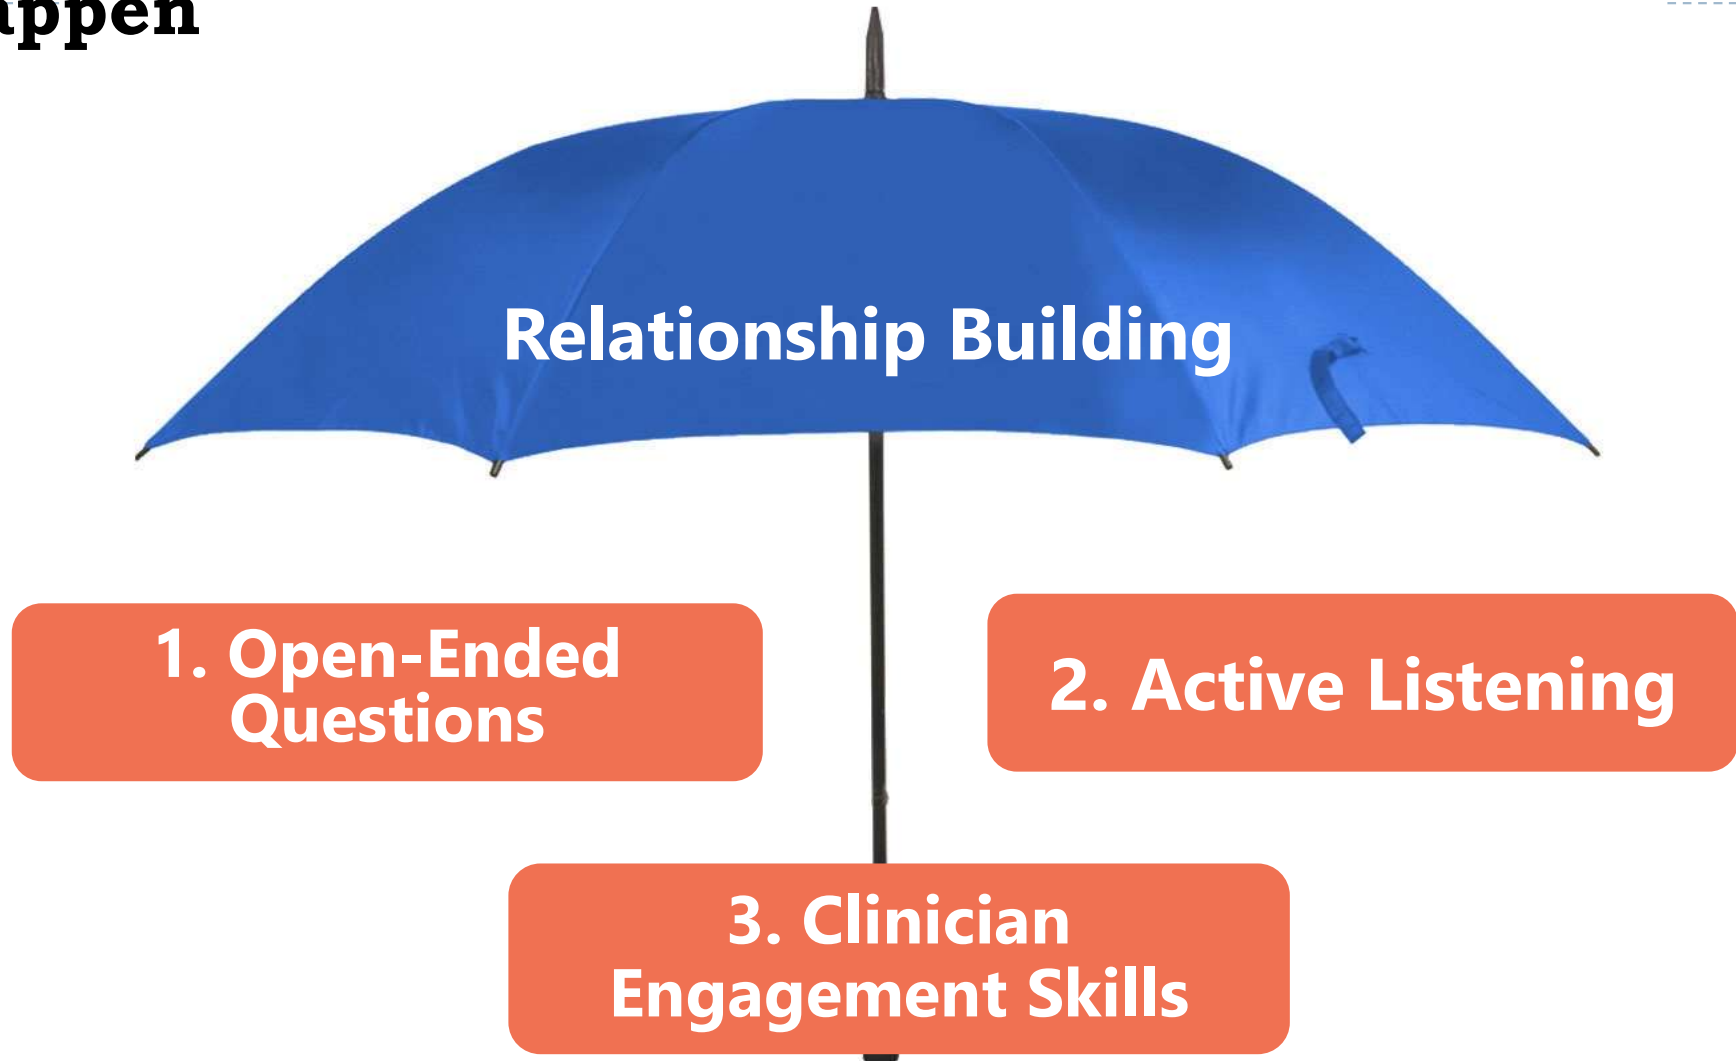 Relationship Building
1. Open-Ended
Questions
2. Active Listening
3. Clinician
Engagement Skills